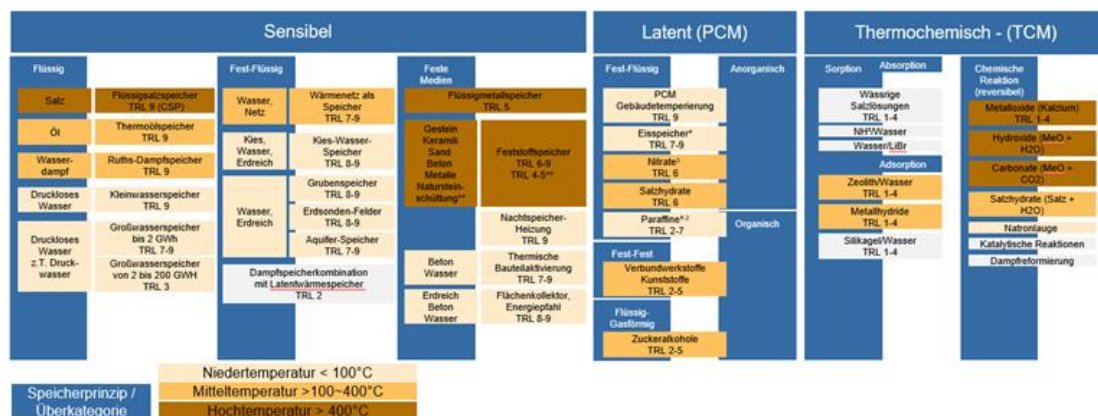 Sensibel
Latent (PCM)
Thermochemisch - (TCM)
Flüssig
Salz
Flüssigsalzspeicher
TRL 9 (CSP)
Öl
Thermoölspeicher
TRL 9
Wasser-
dampf
Ruths-Dampfspeicher
TRL 9
Druckloses
Wasser
Kleinwasserspeicher
TRL 9
Druckloses
Wasser
z.T. Druck-
wasser
Großwasserspeicher
bis 2 GWh
TRL 7-9
Großwasserspeicher
von 2 bis 200 GWH
TRL 3
Fest-Flüssig
Wasser,
Netz
Wärmenetz als
Speicher
TRL 7-9
Kies,
Wasser,
Erdreich
Kies-Wasser-
Speicher
TRL 8-9
Wasser,
Erdreich
Grubenspeicher
TRL 8-9
Erdsonden-Felder
TRL 8-9
Aquifer-Speicher
TRL 7-9
Dampfspeicherkombination
mit Latentwärmespeicher
TRL 2
Feste
Medien
Flüssigmetallspeicher
TRL 5
Gestein
Keramik
Sand
Beton
Metalle
Naturstein-
schüttung**
Feststoffspeicher
TRL 6-9
TRL 4-5**
Nachtspeicher-
Heizung
TRL 9
Beton
Wasser
Thermische
Bauteilaktivierung
TRL 7-9
Erdreich
Beton
Wasser
Flächenkollektor,
Energiepfahl
TRL 8-9
Fest-Flüssig
Anorganisch
PCM
Gebäudetemperierung
TRL 9
Eisspeicher*
TRL 7-9
TRL 6
Salzhydrate
TRL 6
TRL 2-7
Organisch
Fest-Fest
Verbundwerkstoffe
Kunststoffe
TRL 2-5
Flüssig-
Gasförmig
Zuckeralkohole
TRL 2-5
Sorption
Absorption
Wässrige
Salzlösungen
TRL 1-4
Wasser/LiBr
Adsorption
Zeolith/Wasser
TRL 1-4
Metallhydride
TRL 1-4
Silikagel/Wasser
TRL 1-4
Chemische
Reaktion
(reversibel)
Metalloxide (Kalzium)
TRL 1-4
Hydroxide (MeO +
H2O)
Carbonate (MeO +
CO2)
Salzhydrate (Salz +
H2O)
Natronlauge
Katalytische Reaktionen
Dampfreformierung
Speicherprinzip /
Überkategorie
Niedertemperatur < 100°C
Mitteltemperatur >100~400°C
Hochtemperatur > 400°C